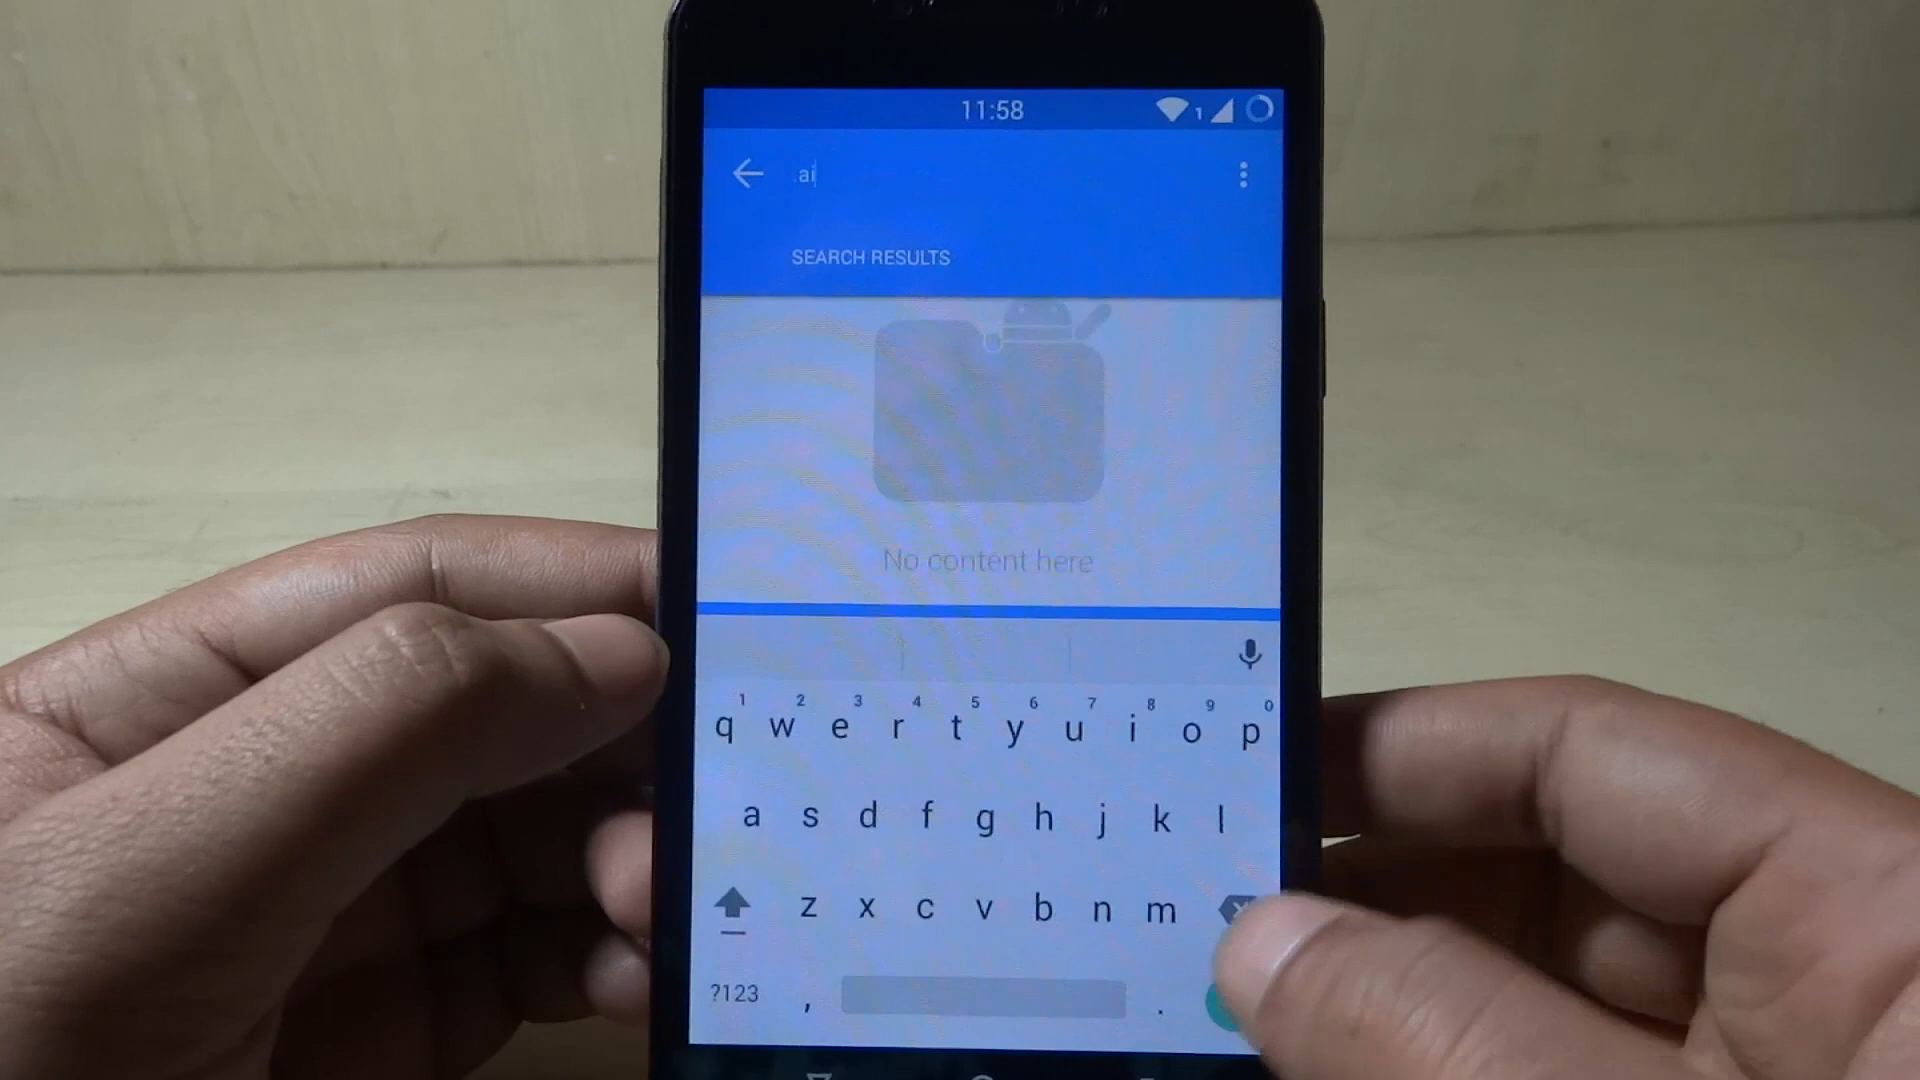 11:58
1
.ai
SEARCH RESULTS
No content here
1 2 3 4 5 6 7 8 9 0
q w e r t y u i o p
a s d f g h j k l
z x c v b n m
?123 , .